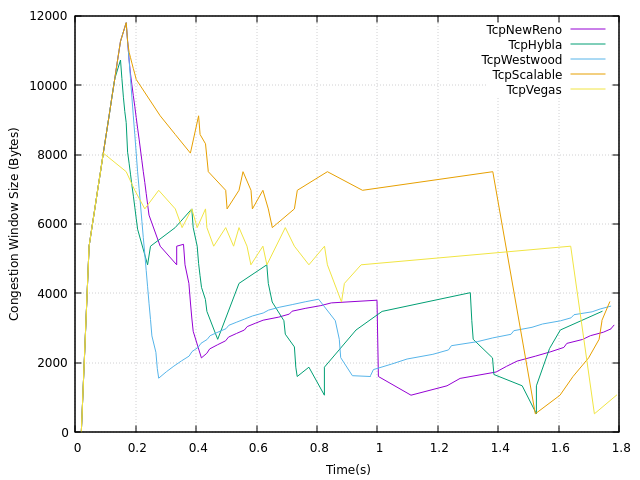 12000
10000
8000
6000
4000
2000
0
Congestion Window Size (Bytes)
TcpNewReno
TcpHybla
TcpWestwood
TcpScalable
TcpVegas
0 0.2 0.4 0.6 0.8 1 1.2 1.4 1.6 1.8
Time(s)